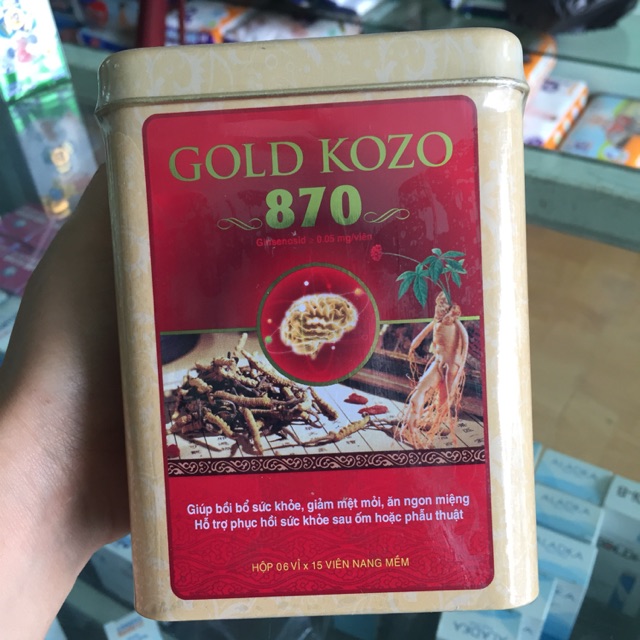 GOLD KOZO
870
Ginsenosid ≥ 0.05 mg/viên
Giúp bồi bổ sức khỏe, giảm mệt mỏi, ăn ngon miệng
Hỗ trợ phục hồi sức khỏe sau ốm hoặc phẫu thuật
HỘP 06 VỈ x 15 VIÊN NANG MỀM
ALASKA